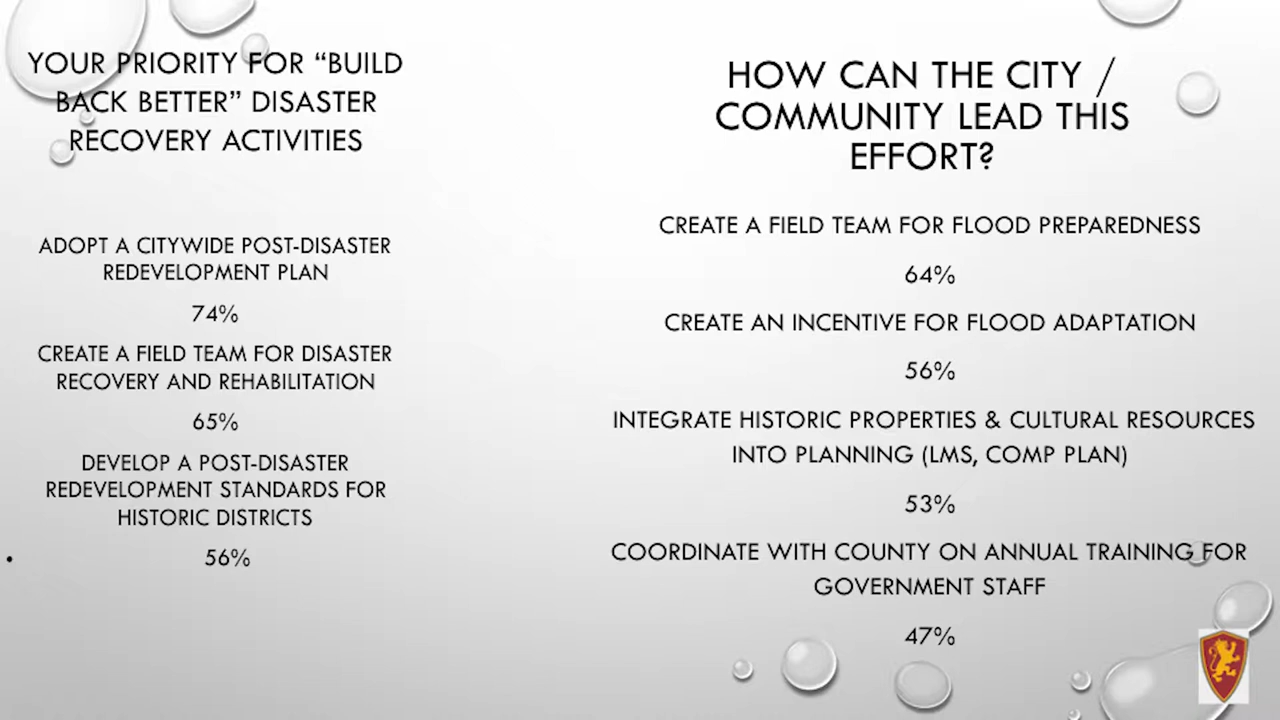 YOUR PRIORITY FOR “BUILD
BACK BETTER” DISASTER
RECOVERY ACTIVITIES
ADOPT A CITYWIDE POST-DISASTER
REDEVELOPMENT PLAN
74%
CREATE A FIELD TEAM FOR DISASTER
RECOVERY AND REHABILITATION
65%
DEVELOP A POST-DISASTER
REDEVELOPMENT STANDARDS FOR
HISTORIC DISTRICTS
• 56%
HOW CAN THE CITY /
COMMUNITY LEAD THIS
EFFORT?
CREATE A FIELD TEAM FOR FLOOD PREPAREDNESS
64%
CREATE AN INCENTIVE FOR FLOOD ADAPTATION
56%
INTEGRATE HISTORIC PROPERTIES & CULTURAL RESOURCES
INTO PLANNING (LMS, COMP PLAN)
53%
COORDINATE WITH COUNTY ON ANNUAL TRAINING FOR
GOVERNMENT STAFF
47%